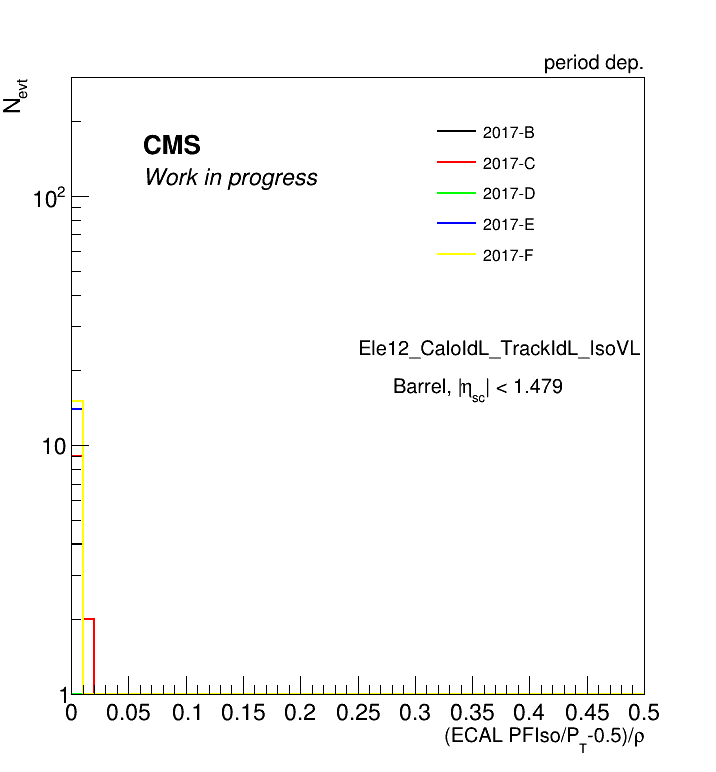 period dep.
N_evt
CMS
Work in progress
2017-B
2017-C
2017-D
2017-E
2017-F
Ele12_CaloIdL_TrackIdL_IsoVL
Barrel, |η_sc| < 1.479
10²
10
1
0 0.05 0.1 0.15 0.2 0.25 0.3 0.35 0.4 0.45 0.5
(ECAL PFIso/P_T-0.5)/ρ